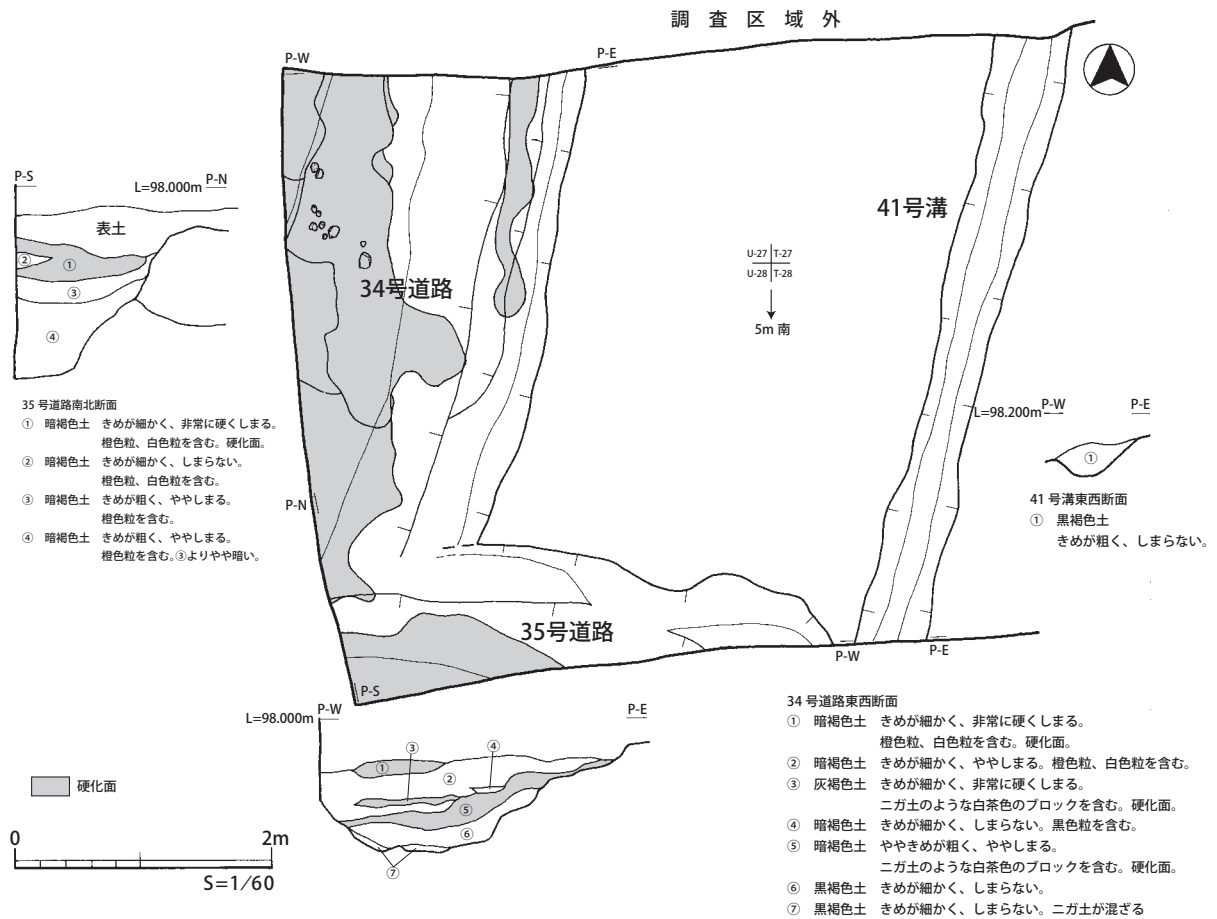 調 査 区 域 外
P-W
P-E
P-S
L=98.000m P-N
表土
②
①
③
④
41号溝
34号道路
U-27 T-27
U-28 T-28
5m 南
35 号道路南北断面
① 暗褐色土 きめが細かく、非常に硬くしまる。
橙色粒、白色粒を含む。硬化面。
② 暗褐色土 きめが細かく、しまらない。
橙色粒、白色粒を含む。
③ 暗褐色土 きめが粗く、ややしまる。
橙色粒を含む。
④ 暗褐色土 きめが粗く、ややしまる。
橙色粒を含む。③よりやや暗い。
P-N
L=98.200m P-W
P-E
①
41 号溝東西断面
① 黒褐色土
きめが粗く、しまらない。
35号道路
P-W
P-E
P-S
L=98.000m
P-W
P-E
③
④
①
②
⑤
⑥
⑦
硬化面
0
2m
S=1/60
34 号道路東西断面
① 暗褐色土 きめが細かく、非常に硬くしまる。
橙色粒、白色粒を含む。硬化面。
② 暗褐色土 きめが細かく、ややしまる。橙色粒、白色粒を含む。
③ 灰褐色土 きめが細かく、非常に硬くしまる。
ニガ土のような白茶色のブロックを含む。硬化面。
④ 暗褐色土 きめが細かく、しまらない。黒色粒を含む。
⑤ 暗褐色土 ややきめが粗く、ややしまる。
ニガ土のような白茶色のブロックを含む。硬化面。
⑥ 黒褐色土 きめが細かく、しまらない。
⑦ 黒褐色土 きめが細かく、しまらない。ニガ土が混ざる